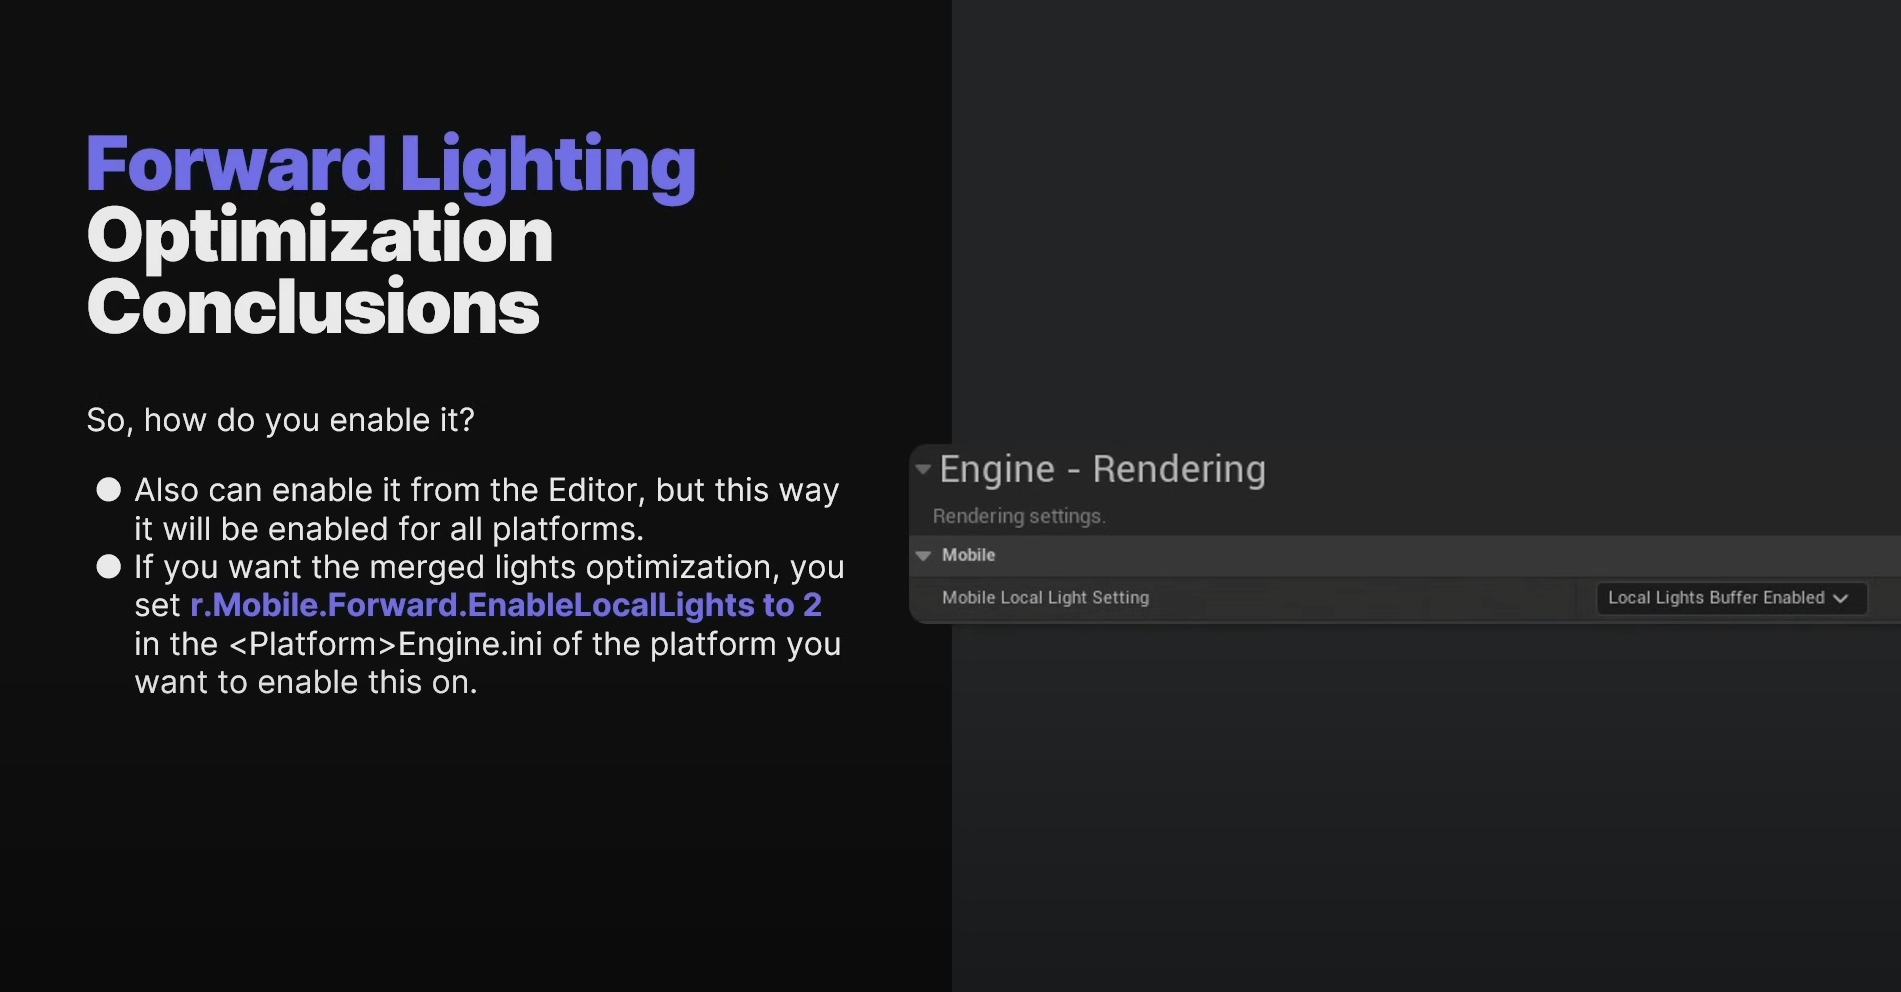 Forward Lighting
Optimization
Conclusions
So, how do you enable it?
● Also can enable it from the Editor, but this way
it will be enabled for all platforms.
● If you want the merged lights optimization, you
set r.Mobile.Forward.EnableLocalLights to 2
in the <Platform>Engine.ini of the platform you
want to enable this on.
Engine - Rendering
Rendering settings.
Mobile
Mobile Local Light Setting
Local Lights Buffer Enabled